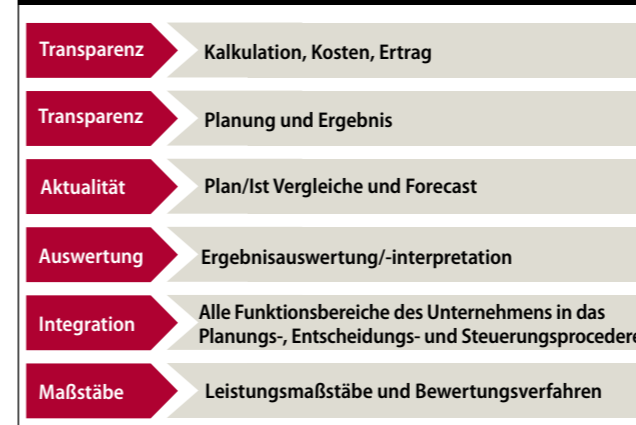 Transparenz Kalkulation, Kosten, Ertrag
Transparenz Planung und Ergebnis
Aktualität Plan/Ist Vergleiche und Forecast
Auswertung Ergebnisauswertung/-interpretation
Integration Alle Funktionsbereiche des Unternehmens in das
Planungs-, Entscheidungs- und Steuerungsprocedere
Maßstäbe Leistungsmaßstäbe und Bewertungsverfahren